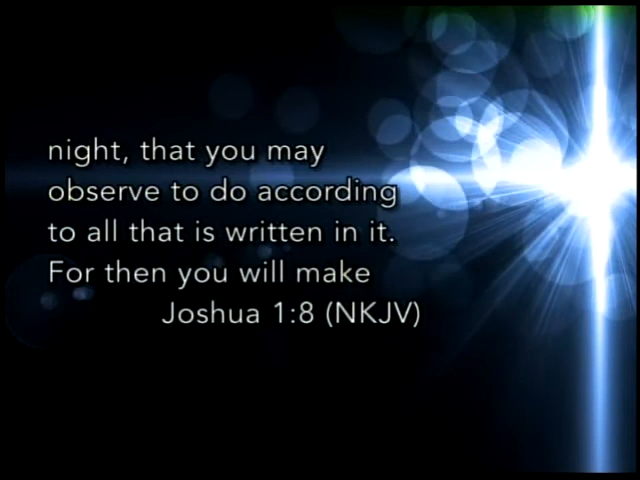 night, that you may
observe to do according
to all that is written in it.
For then you will make
Joshua 1:8 (NKJV)